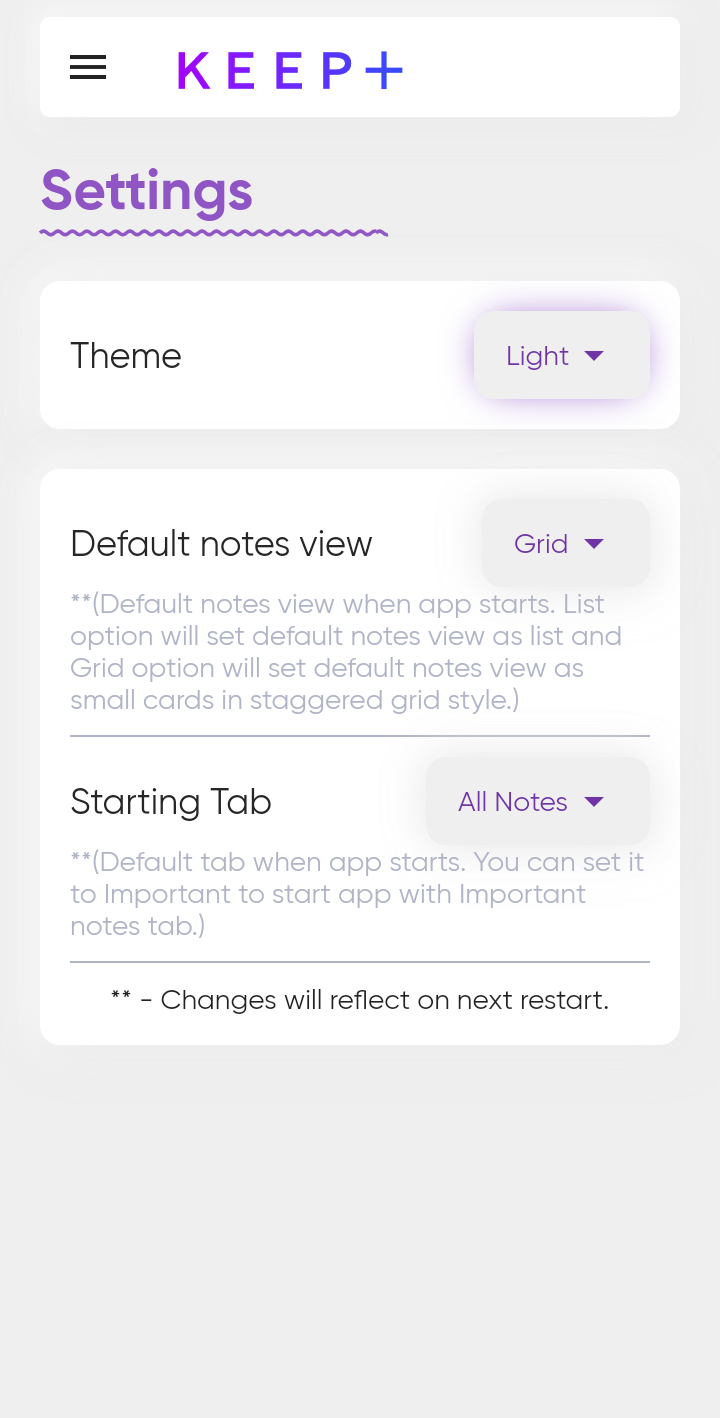 KEEP+
Settings
Theme
Light
Default notes view
Grid
**(Default notes view when app starts. List
option will set default notes view as list and
Grid option will set default notes view as
small cards in staggered grid style.)
Starting Tab
All Notes
**(Default tab when app starts. You can set it
to Important to start app with Important
notes tab.)
** - Changes will reflect on next restart.